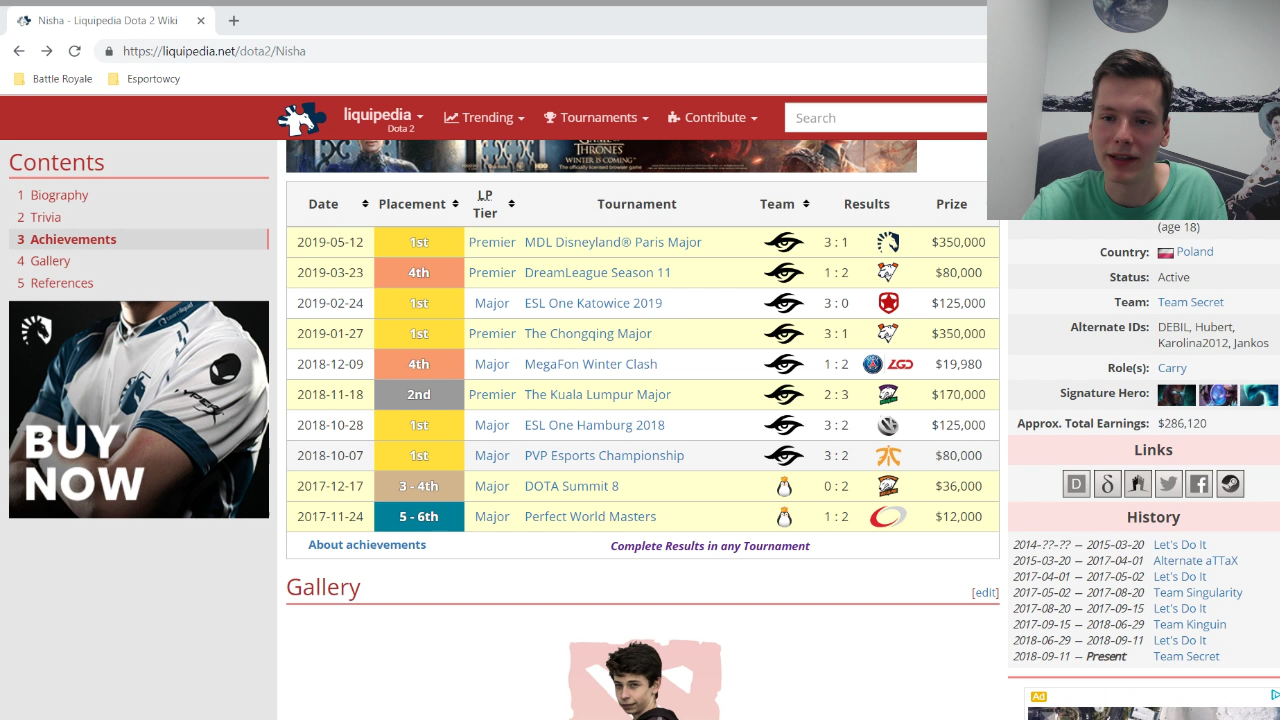 Nisha - Liquipedia Dota 2 Wiki
https://liquipedia.net/dota2/Nisha
Battle Royale
Esportowcy
liquipedia
Dota 2
Trending
Tournaments
Contribute
Search
Contents
1 Biography
2 Trivia
3 Achievements
4 Gallery
5 References
BUY
NOW
THRONES
WINTER IS COMING
Date Placement LP Tier Tournament Team Results Prize
2019-05-12 1st Premier MDL Disneyland® Paris Major 3 : 1 $350,000
2019-03-23 4th Premier DreamLeague Season 11 1 : 2 $80,000
2019-02-24 1st Major ESL One Katowice 2019 3 : 0 $125,000
2019-01-27 1st Premier The Chongqing Major 3 : 1 $350,000
2018-12-09 4th Major MegaFon Winter Clash 1 : 2 LGD $19,980
2018-11-18 2nd Premier The Kuala Lumpur Major 2 : 3 $170,000
2018-10-28 1st Major ESL One Hamburg 2018 3 : 2 $125,000
2018-10-07 1st Major PVP Esports Championship 3 : 2 $80,000
2017-12-17 3 - 4th Major DOTA Summit 8 0 : 2 $36,000
2017-11-24 5 - 6th Major Perfect World Masters 1 : 2 $12,000
About achievements Complete Results in any Tournament
Gallery
[edit]
(age 18)
Country: Poland
Status: Active
Team: Team Secret
Alternate IDs: DEBIL, Hubert,
Karolina2012, Jankos
Role(s): Carry
Signature Hero:
Approx. Total Earnings: $286,120
Links
History
2014-??-?? — 2015-03-20 Let's Do It
2015-03-20 — 2017-04-01 Alternate aTTaX
2017-04-01 — 2017-05-02 Let's Do It
2017-05-02 — 2017-08-20 Team Singularity
2017-08-20 — 2017-09-15 Let's Do It
2017-09-15 — 2018-06-29 Team Kinguin
2018-06-29 — 2018-09-11 Let's Do It
2018-09-11 — Present Team Secret
Ad